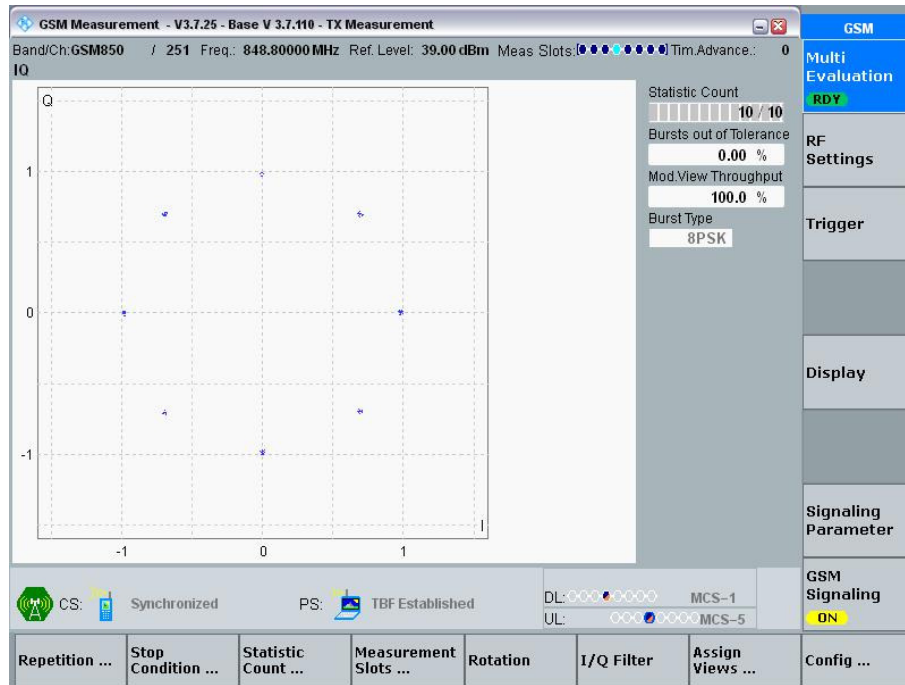 GSM Measurement - V3.7.25 - Base V 3.7.110 - TX Measurement
Band/Ch: GSM850 / 251 Freq.: 848.80000 MHz Ref. Level: 39.00 dBm Meas Slots: Tim.Advance.: 0
IQ
Q
1
0
-1
-1 0 1
I
Statistic Count
10 / 10
Bursts out of Tolerance
0.00 %
Mod.View Throughput
100.0 %
Burst Type
8PSK
GSM
Multi
Evaluation
RDY
RF
Settings
Trigger
Display
Signaling
Parameter
GSM
Signaling
ON
CS: Synchronized PS: TBF Established
DL: MCS-1
UL: MCS-5
Repetition ...
Stop
Condition ...
Statistic
Count ...
Measurement
Slots ...
Rotation
I/Q Filter
Assign
Views ...
Config ...